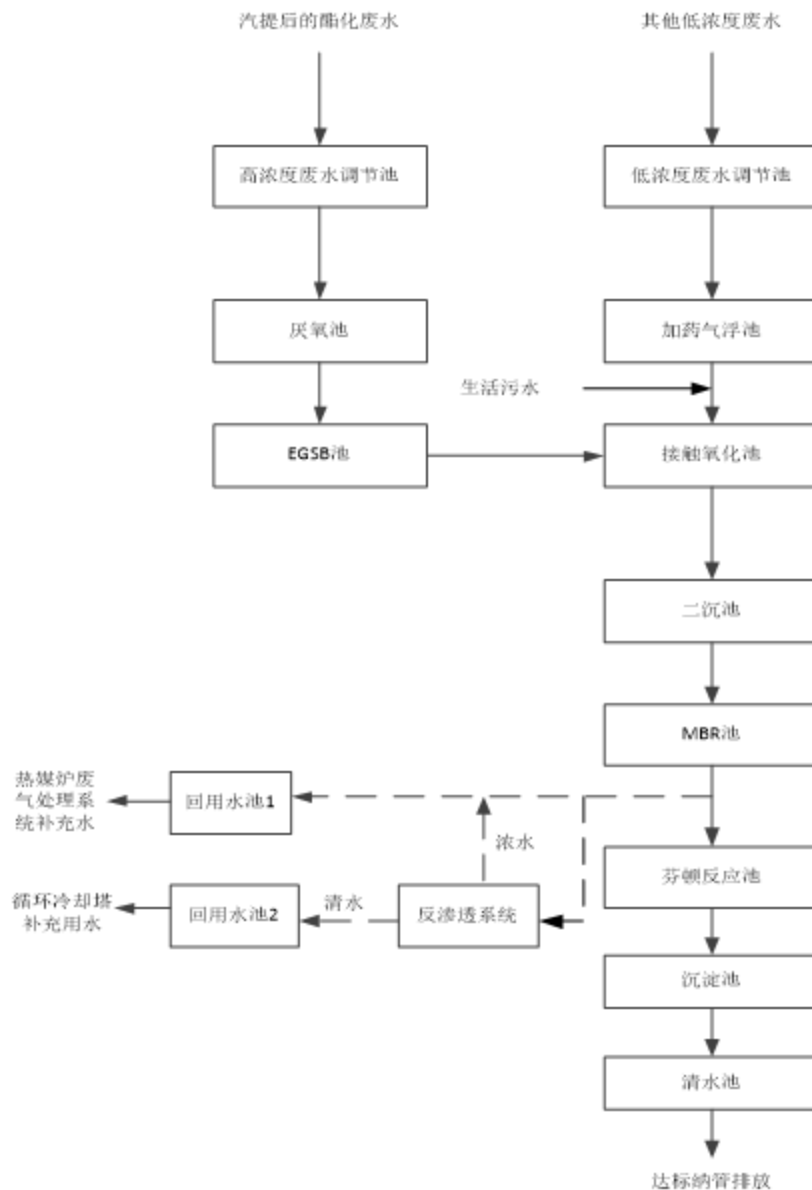 汽提后的酯化废水
其他低浓度废水
高浓度废水调节池
低浓度废水调节池
厌氧池
加药气浮池
生活污水
EGSB池
接触氧化池
二沉池
MBR池
热媒炉废
气处理系
统补充水
回用水池1
浓水
芬顿反应池
循环冷却塔
补充用水
回用水池2
清水
反渗透系统
沉淀池
清水池
达标纳管排放